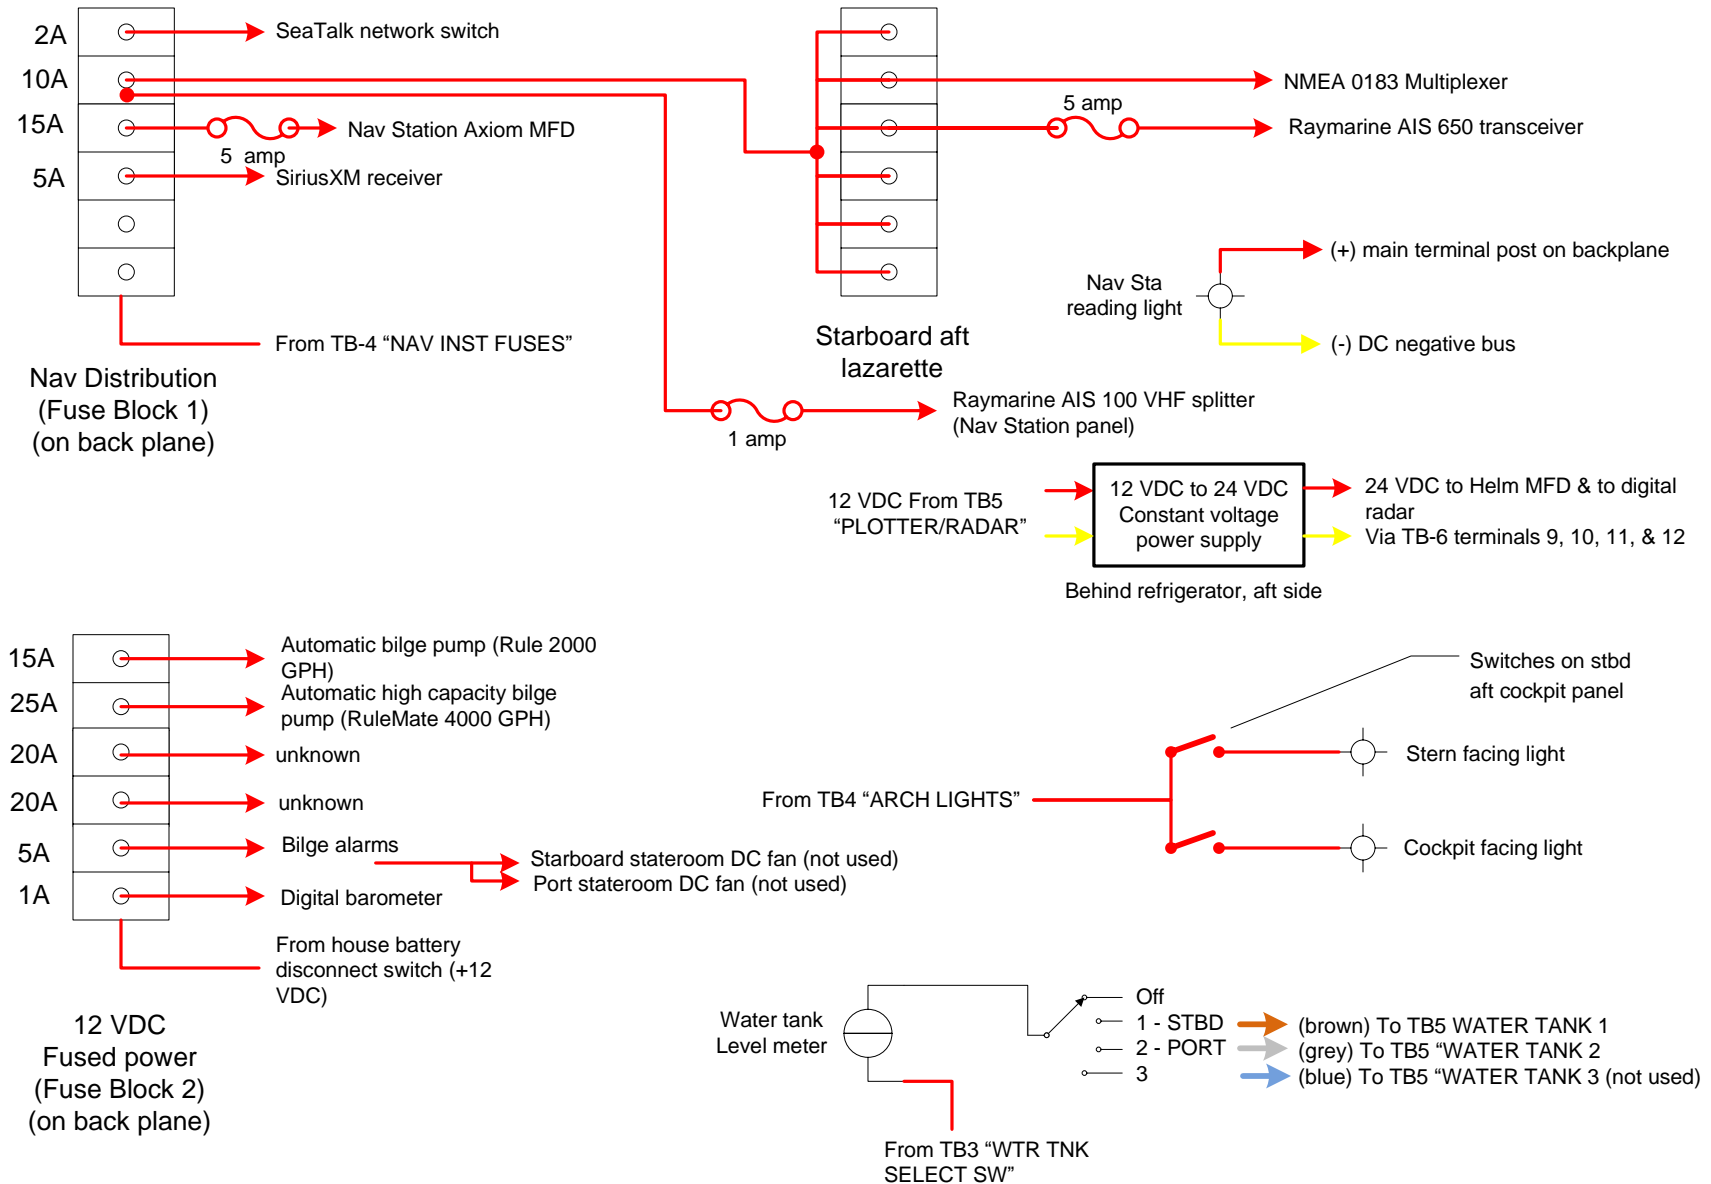 2A
SeaTalk network switch
10A
15A
5 amp
Nav Station Axiom MFD
5A
SiriusXM receiver
From TB-4 “NAV INST FUSES”
Nav Distribution
(Fuse Block 1)
(on back plane)
NMEA 0183 Multiplexer
5 amp
Raymarine AIS 650 transceiver
Starboard aft
lazarette
Nav Sta
reading light
(+) main terminal post on backplane
(-) DC negative bus
1 amp
Raymarine AIS 100 VHF splitter
(Nav Station panel)
12 VDC From TB5
“PLOTTER/RADAR”
12 VDC to 24 VDC
Constant voltage
power supply
24 VDC to Helm MFD & to digital
radar
Via TB-6 terminals 9, 10, 11, & 12
Behind refrigerator, aft side
15A
Automatic bilge pump (Rule 2000
GPH)
25A
Automatic high capacity bilge
pump (RuleMate 4000 GPH)
20A
unknown
20A
unknown
5A
Bilge alarms
Starboard stateroom DC fan (not used)
Port stateroom DC fan (not used)
1A
Digital barometer
From house battery
disconnect switch (+12
VDC)
12 VDC
Fused power
(Fuse Block 2)
(on back plane)
Switches on stbd
aft cockpit panel
Stern facing light
From TB4 “ARCH LIGHTS”
Cockpit facing light
Water tank
Level meter
Off
1 - STBD
2 - PORT
3
(brown) To TB5 WATER TANK 1
(grey) To TB5 “WATER TANK 2
(blue) To TB5 “WATER TANK 3 (not used)
From TB3 “WTR TNK
SELECT SW”